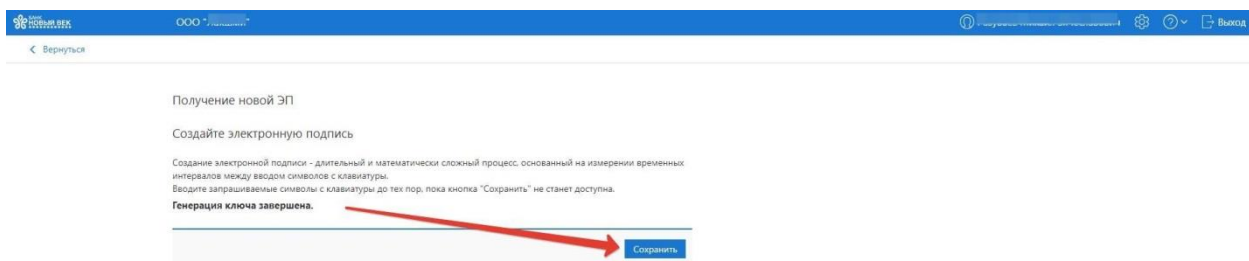 БАНК
НОВЫЙ ВЕК
ООО "
Выход
Вернуться
Получение новой ЭП
Создайте электронную подпись
Создание электронной подписи - длительный и математически сложный процесс, основанный на измерении временных
интервалов между вводом символов с клавиатуры.
Вводите запрашиваемые символы с клавиатуры до тех пор, пока кнопка "Сохранить" не станет доступна.
Генерация ключа завершена.
Сохранить